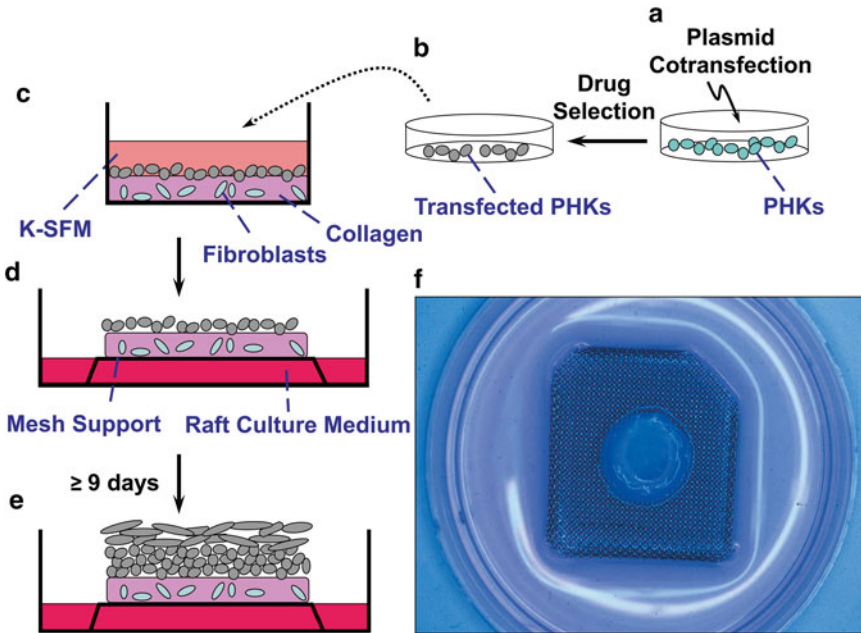 a
Plasmid
Cotransfection
b
Drug
Selection
c
Transfected PHKs
PHKs
K-SFM
Collagen
Fibroblasts
d
f
Mesh Support
Raft Culture Medium
≥ 9 days
e